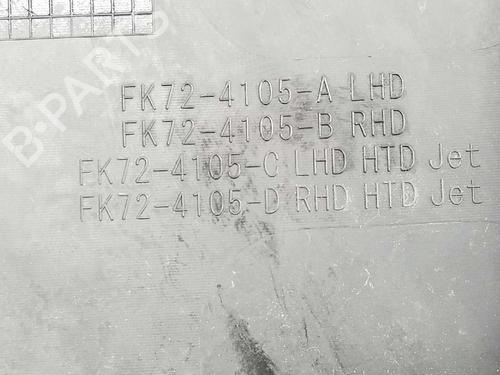 B-PARTS
FK72-4105-A LHD
FK72-4105-B RHD
FK72-4105-C LHD HTD Jet
FK72-4105-D RHD HTD Jet